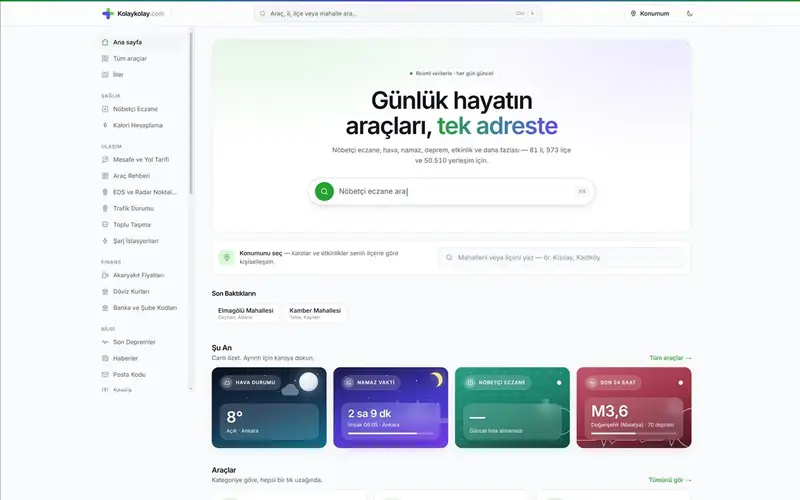 Kolaykolay.com
Araç, il, ilçe veya mahalle ara...
Konumum
Ana sayfa
Tüm araçlar
İller
SAĞLIK
Nöbetçi Eczane
Kalori Hesaplama
ULAŞIM
Mesafe ve Yol Tarifi
Araç Rehberi
EDS ve Radar Noktal...
Trafik Durumu
Toplu Taşıma
Şarj İstasyonları
FİNANS
Akaryakıt Fiyatları
Döviz Kurları
Banka ve Şube Kodları
BİLGİ
Son Depremler
Haberler
Posta Kodu
Sözlük
Resmî verilerle · her gün güncel
Günlük hayatın
araçları, tek adreste
Nöbetçi eczane, hava, namaz, deprem, etkinlik ve daha fazlası — 81 il, 973 ilçe
ve 50.510 yerleşim için.
Nöbetçi eczane ara
⌘K
Konumunu seç — kartlar ve etkinlikler senin ilçene göre
kişiselleşsin.
Mahalleni veya ilçeni yaz — ör. Kızılay, Kadıköy
Son Baktıkların
Elmagölü Mahallesi
Ceyhan, Adana
Kamber Mahallesi
Talas, Kayseri
Şu An
Canlı özet. Ayrıntı için karoya dokun.
Tüm araçlar →
HAVA DURUMU
8°
Açık · Ankara
NAMAZ VAKTİ
2 sa 9 dk
İmsak 06:05 · Ankara
NÖBETÇİ ECZANE
—
Güncel liste alınamadı
SON 24 SAAT
M3,6
Doğanşehir (Malatya) · 70 deprem
Araçlar
Kategoriye göre, hepsi bir tık uzağında.
Tümünü gör →